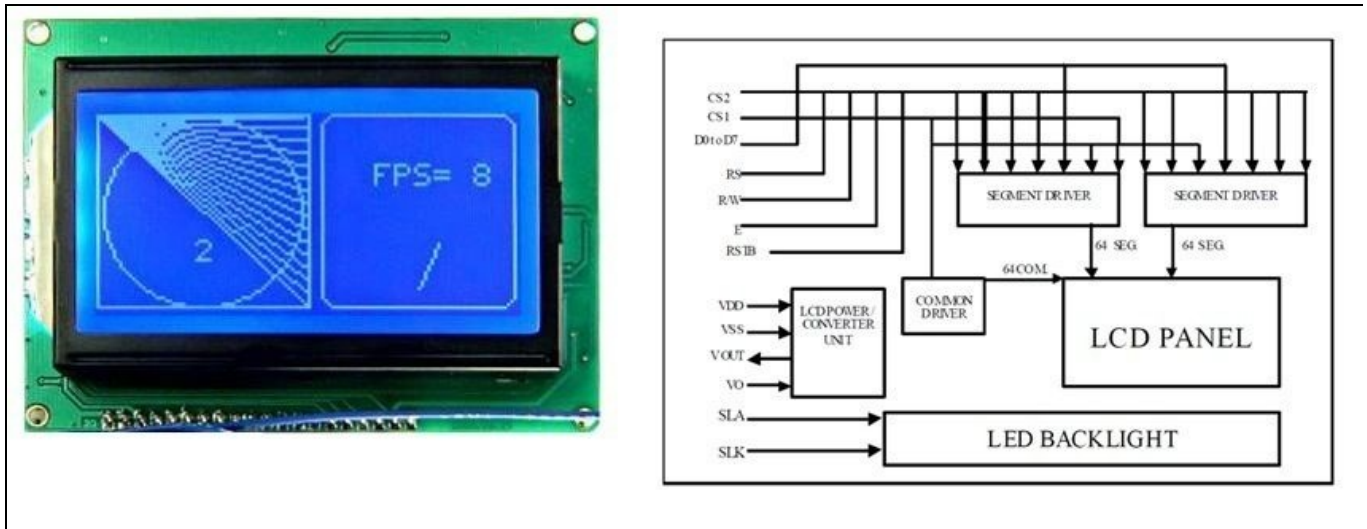 FPS= 8
2
/
CS2
CS1
D0 to D7
RS
R/W
E
RSTB
SEGMENT DRIVER
SEGMENT DRIVER
64 SEG.
64 SEG.
64 COM.
VDD
VSS
VOUT
VO
LCD POWER /
CONVERTER
UNIT
COMMON
DRIVER
LCD PANEL
SLA
SLK
LED BACKLIGHT
20